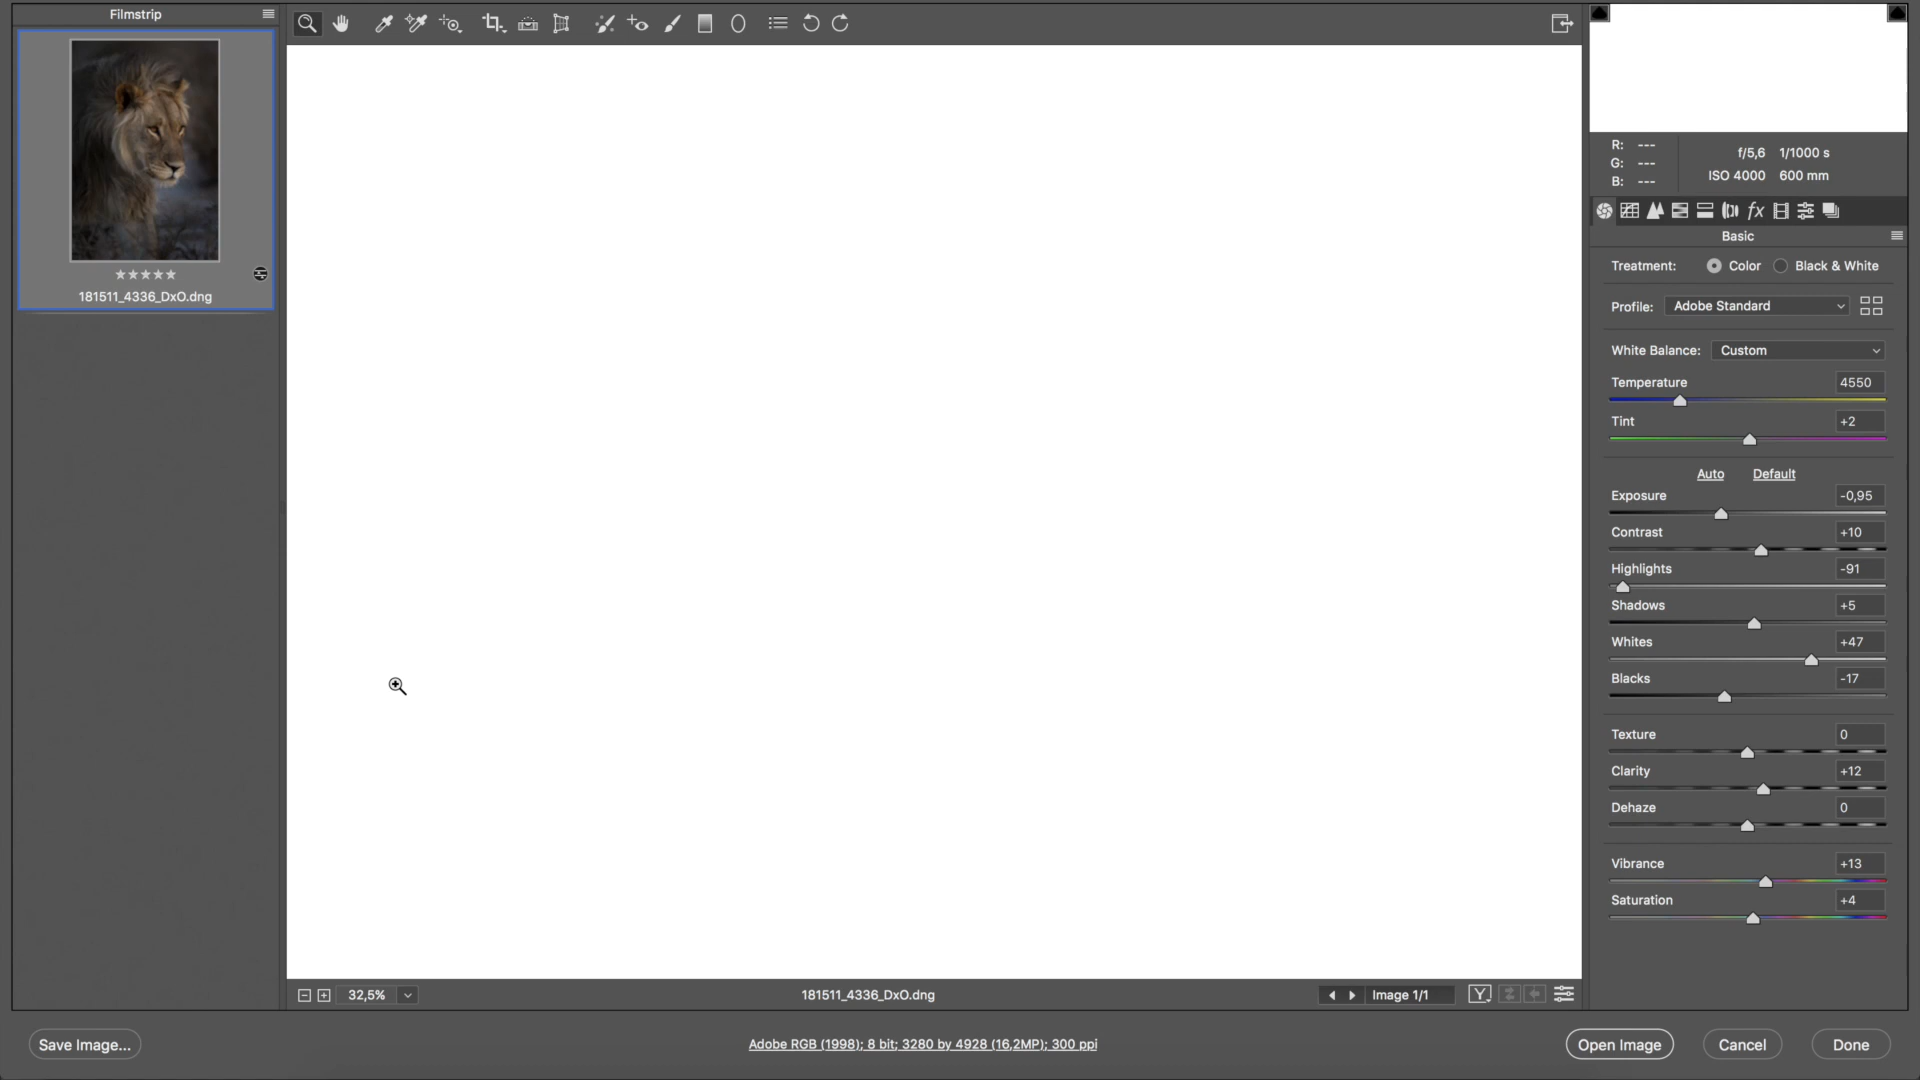 Filmstrip
181511_4336_DxO.dng
R: ---
G: ---
B: ---
f/5,6 1/1000 s
ISO 4000 600 mm
fx
Basic
Treatment: Color Black & White
Profile: Adobe Standard
White Balance: Custom
Temperature 4550
Tint +2
Auto Default
Exposure -0,95
Contrast +10
Highlights -91
Shadows +5
Whites +47
Blacks -17
Texture 0
Clarity +12
Dehaze 0
Vibrance +13
Saturation +4
32,5%
181511_4336_DxO.dng
Image 1/1
Y
Save Image...
Adobe RGB (1998); 8 bit; 3280 by 4928 (16,2MP); 300 ppi
Open Image
Cancel
Done